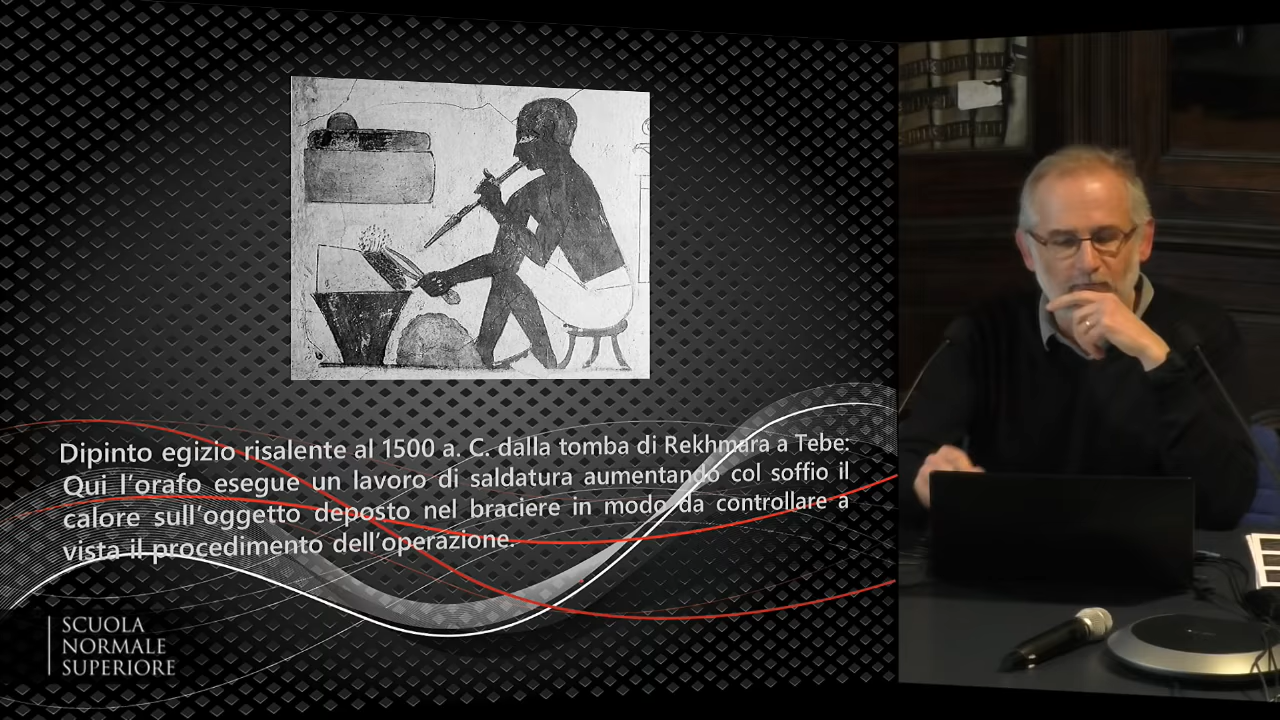 Dipinto egizio risalente al 1500 a. C. dalla tomba di Rekhmara a Tebe:
Qui l'orafo esegue un lavoro di saldatura aumentando col soffio il
calore sull'oggetto deposto nel braciere in modo da controllare a
vista il procedimento dell'operazione.
SCUOLA
NORMALE
SUPERIORE